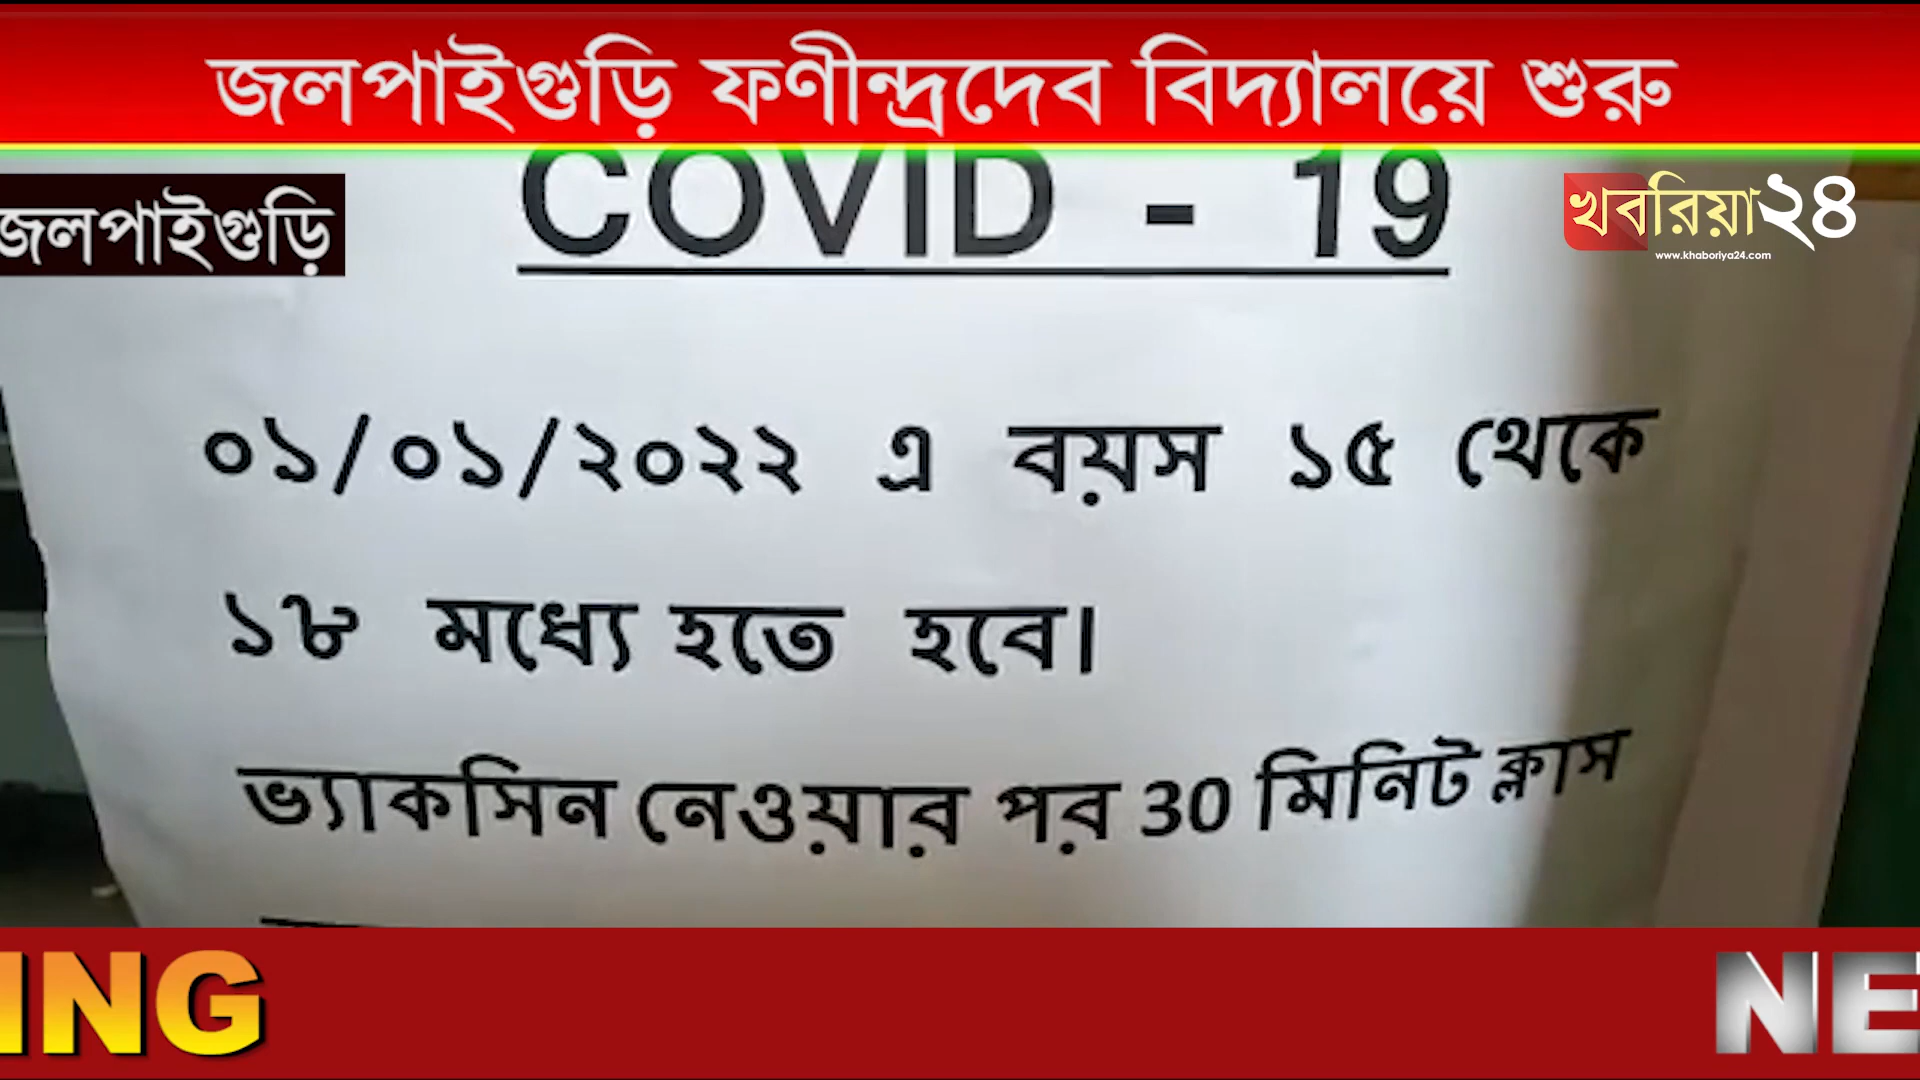 জলপাইগুড়ি ফণীন্দ্রদেব বিদ্যালয়ে শুরু
COVID - 19
জলপাইগুড়ি
খবরিয়া২৪
www.khaboriya24.com
০১/০১/২০২২ এ বয়স ১৫ থেকে
১৮ মধ্যে হতে হবে।
ভ্যাকসিন নেওয়ার পর 30 মিনিট ক্লাস
ING
NE